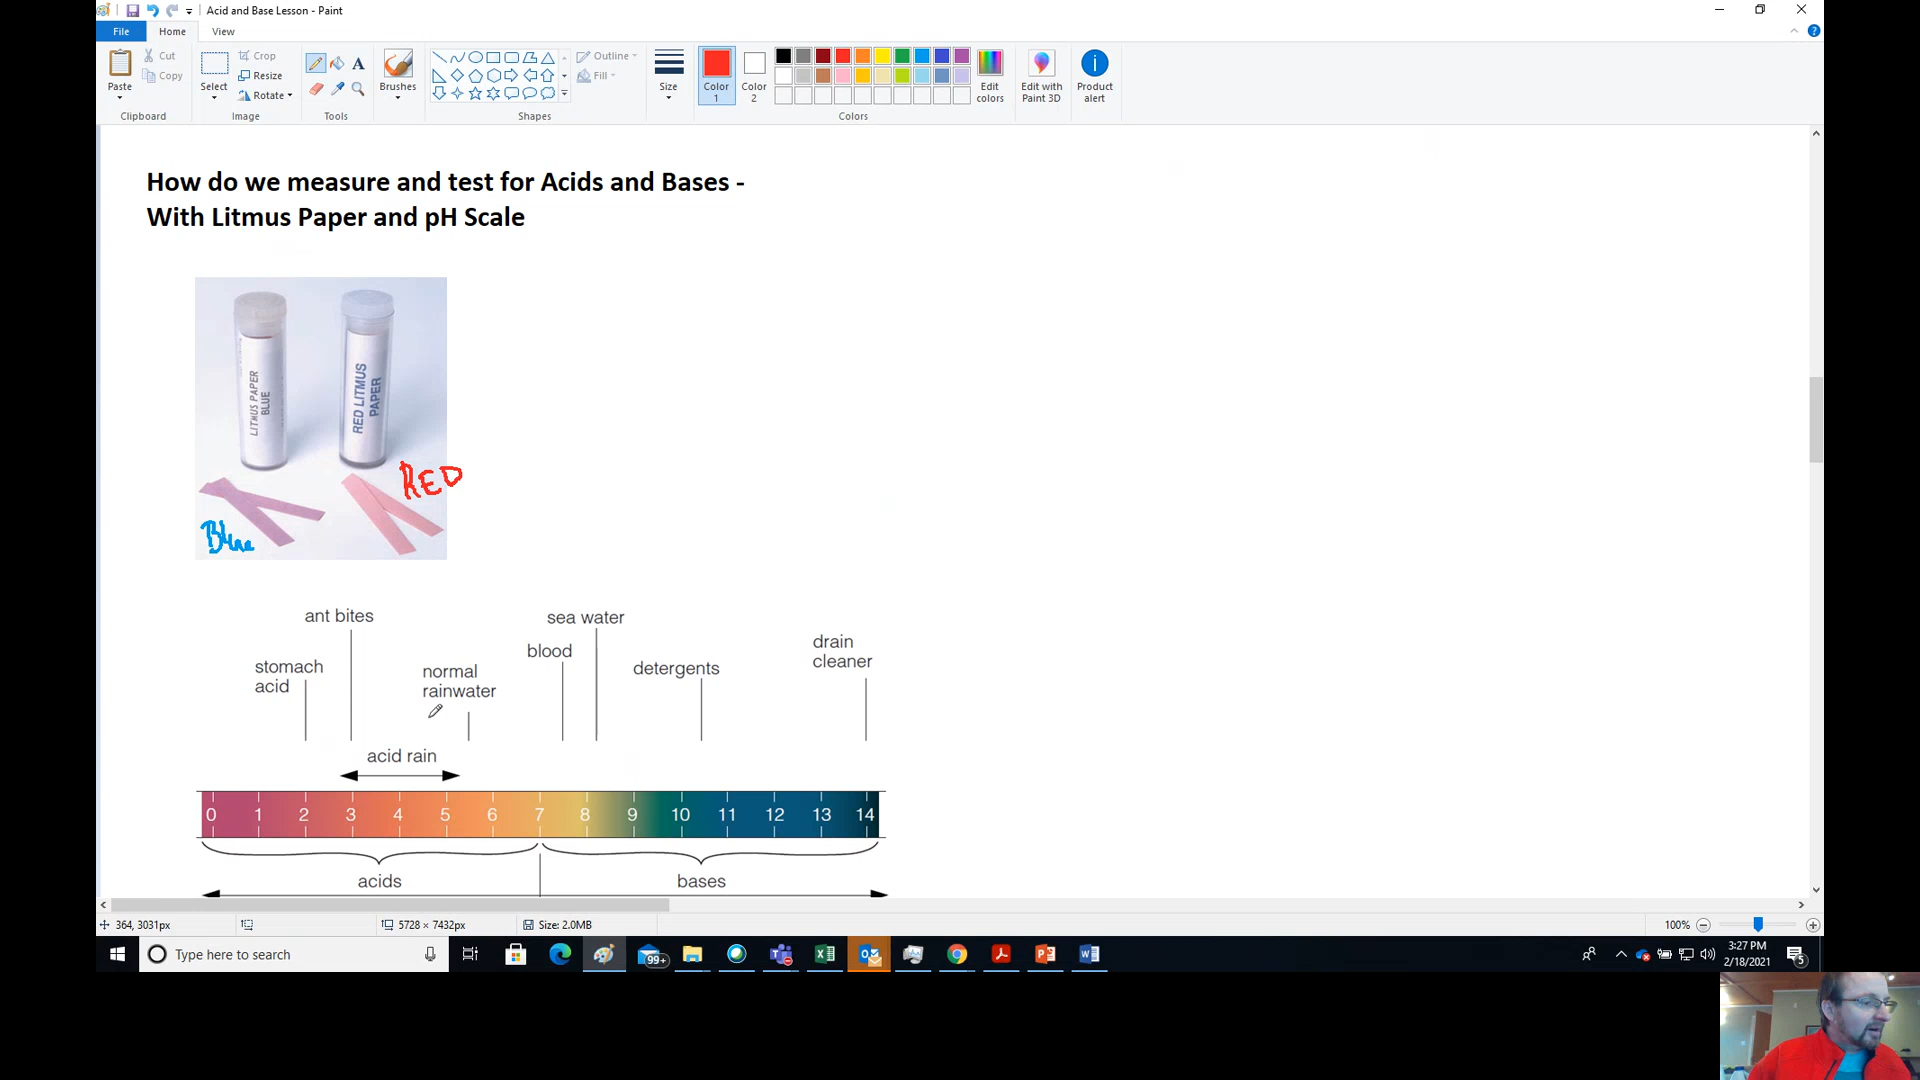 Acid and Base Lesson - Paint
File Home View
Paste
Cut
Copy
Clipboard
Select
Crop
Resize
Rotate
Image
A
Tools
Brushes
Outline
Fill
Shapes
Size
Color 1
Color 2
Edit colors
Colors
Edit with Paint 3D
Product alert
How do we measure and test for Acids and Bases -
With Litmus Paper and pH Scale
LITMUS PAPER
BLUE
RED LITMUS
PAPER
RED
Blue
ant bites
sea water
stomach
acid
normal
rainwater
blood
detergents
drain
cleaner
acid rain
0 1 2 3 4 5 6 7 8 9 10 11 12 13 14
acids bases
364, 3031px
5728 × 7432px
Size: 2.0MB
100%
Type here to search
99+
3:27 PM
2/18/2021
5